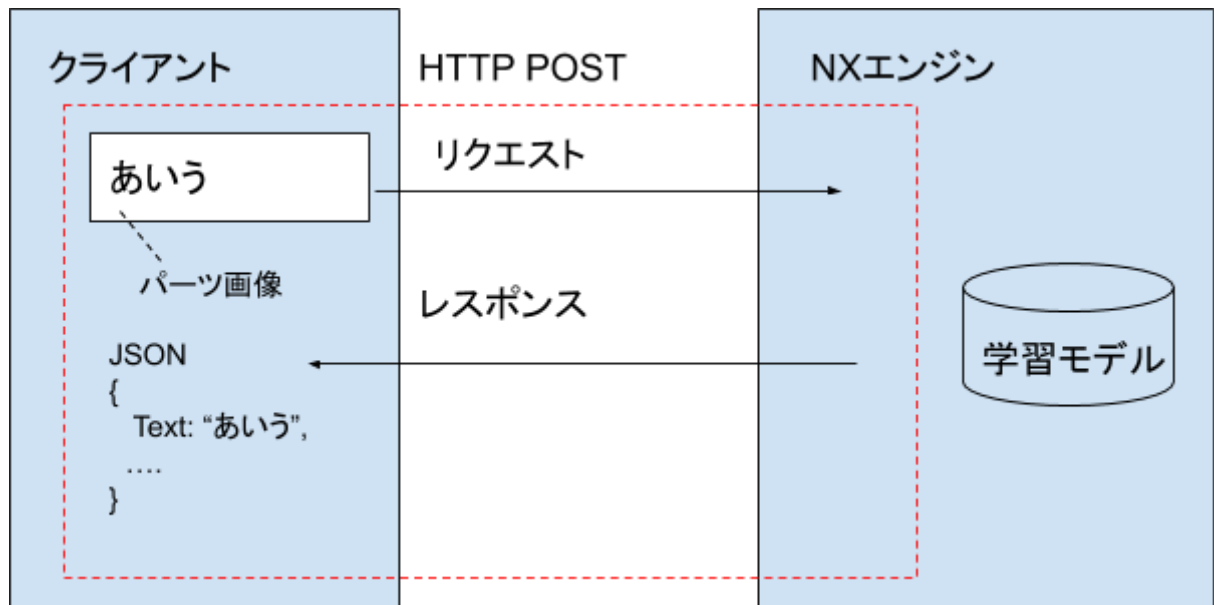 クライアント
HTTP POST
NXエンジン
あいう
リクエスト
パーツ画像
レスポンス
JSON
{
Text: “あいう”,
....
}
学習モデル